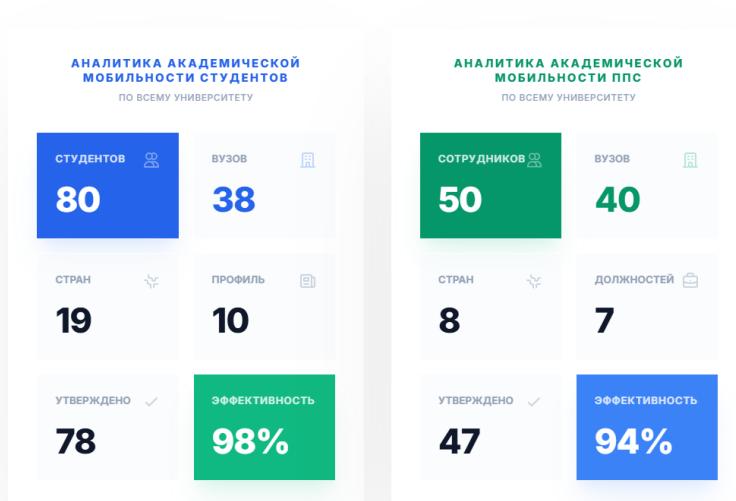 АНАЛИТИКА АКАДЕМИЧЕСКОЙ
МОБИЛЬНОСТИ СТУДЕНТОВ
ПО ВСЕМУ УНИВЕРСИТЕТУ
СТУДЕНТОВ
80
ВУЗОВ
38
СТРАН
19
ПРОФИЛЬ
10
УТВЕРЖДЕНО
78
ЭФФЕКТИВНОСТЬ
98%
АНАЛИТИКА АКАДЕМИЧЕСКОЙ
МОБИЛЬНОСТИ ППС
ПО ВСЕМУ УНИВЕРСИТЕТУ
СОТРУДНИКОВ
50
ВУЗОВ
40
СТРАН
8
ДОЛЖНОСТЕЙ
7
УТВЕРЖДЕНО
47
ЭФФЕКТИВНОСТЬ
94%